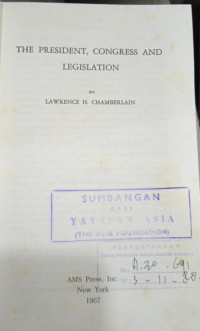 THE PRESIDENT, CONGRESS AND
LEGISLATION
BY
LAWRENCE H. CHAMBERLAIN
SUMBANGAN
DARI
YAYASAN ASIA
(THE ASIA FOUNDATION)
PERPUSTAKAAN
AMS Press, Inc.
New York
1967